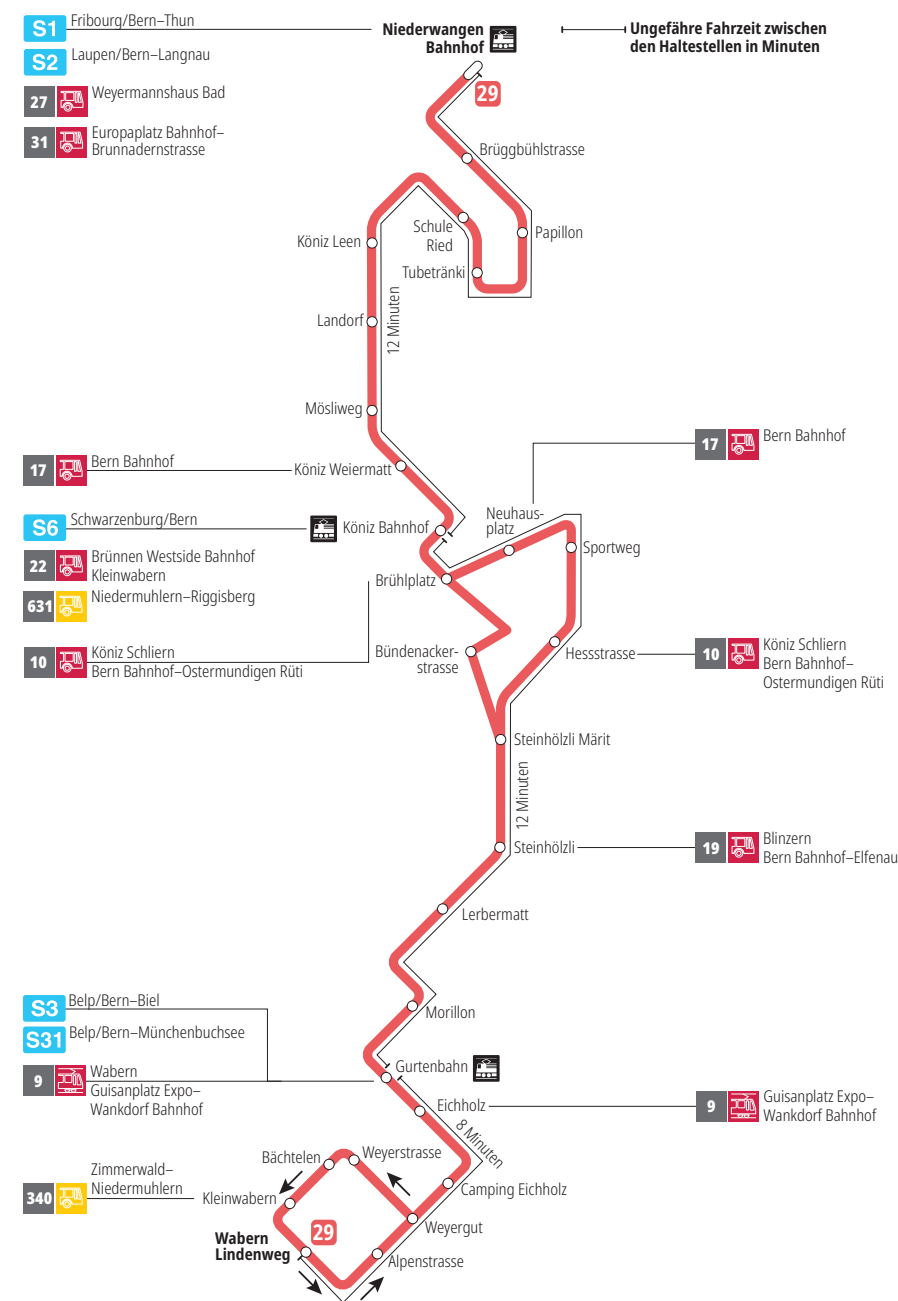 S1 Fribourg/Bern–Thun
S2 Laupen/Bern–Langnau
27 Weyermannshaus Bad
31 Europaplatz Bahnhof–
Brunnadernstrasse
Niederwangen
Bahnhof
Ungefähre Fahrzeit zwischen
den Haltestellen in Minuten
29
Brüggbühlstrasse
Papillon
Schule
Ried
Tubetränki
Köniz Leen
Landorf
12 Minuten
Mösliweg
17 Bern Bahnhof
Köniz Weiermatt
17 Bern Bahnhof
S6 Schwarzenburg/Bern
Köniz Bahnhof
22 Brünnen Westside Bahnhof
Kleinwabern
631 Niedermuhlern–Riggisberg
Neuhaus-
platz
Sportweg
Brühlplatz
10 Köniz Schliern
Bern Bahnhof–Ostermundigen Rüti
Bündenacker-
strasse
Hessstrasse
10 Köniz Schliern
Bern Bahnhof–
Ostermundigen Rüti
Steinhölzli Märit
12 Minuten
Steinhölzli
19 Blinzern
Bern Bahnhof–Elfenau
Lerbermatt
Morillon
S3 Belp/Bern–Biel
S31 Belp/Bern–Münchenbuchsee
9 Wabern
Guisanplatz Expo–
Wankdorf Bahnhof
Gurtenbahn
Eichholz
9 Guisanplatz Expo–
Wankdorf Bahnhof
8 Minuten
Weyerstrasse
Bächtelen
Camping Eichholz
340 Zimmerwald–
Niedermuhlern
Kleinwabern
Weyergut
29
Wabern
Lindenweg
Alpenstrasse